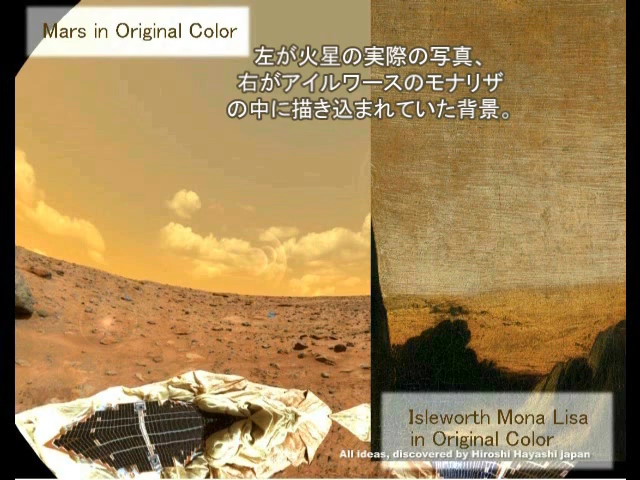 Mars in Original Color
左が火星の実際の写真、
右がアイルワースのモナリザ
の中に描き込まれていた背景。
Isleworth Mona Lisa
in Original Color
All ideas, discovered by Hiroshi Hayashi japan